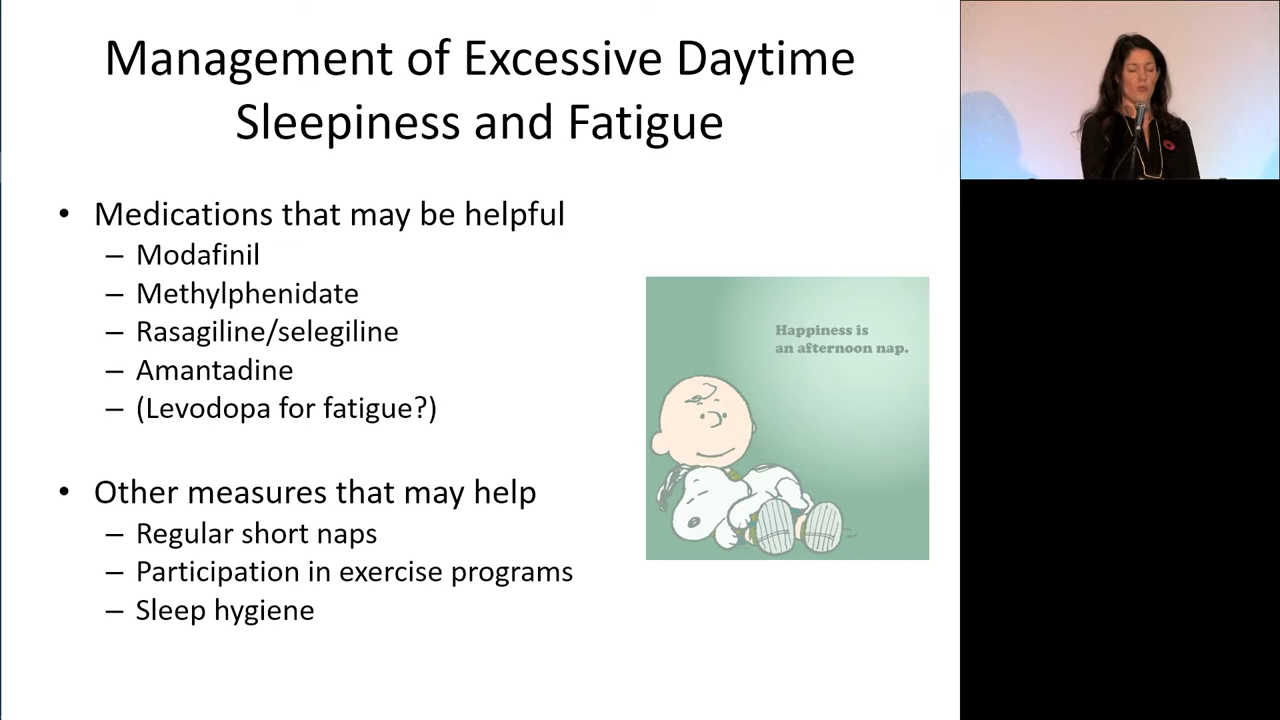 Management of Excessive Daytime
Sleepiness and Fatigue
• Medications that may be helpful
– Modafinil
– Methylphenidate
– Rasagiline/selegiline
– Amantadine
– (Levodopa for fatigue?)
• Other measures that may help
– Regular short naps
– Participation in exercise programs
– Sleep hygiene
Happiness is
an afternoon nap.